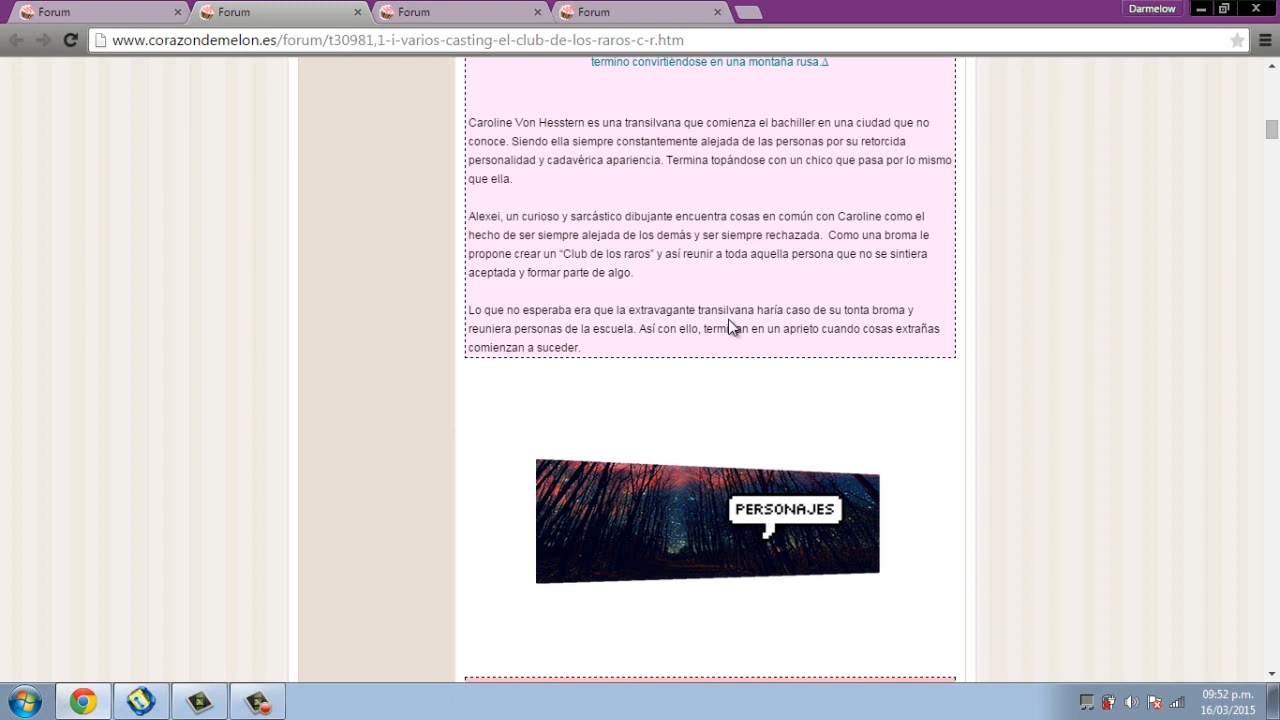 Forum
Forum
Forum
Forum
Darmelow
www.corazondemelon.es/forum/t30981,1-i-varios-casting-el-club-de-los-raros-c-r.htm
termino convirtiéndose en una montaña rusa.Δ
Caroline Von Hesstern es una transilvana que comienza el bachiller en una ciudad que no
conoce. Siendo ella siempre constantemente alejada de las personas por su retorcida
personalidad y cadavérica apariencia. Termina topándose con un chico que pasa por lo mismo
que ella.
Alexei, un curioso y sarcástico dibujante encuentra cosas en común con Caroline como el
hecho de ser siempre alejada de los demás y ser siempre rechazada.  Como una broma le
propone crear un “Club de los raros” y así reunir a toda aquella persona que no se sintiera
aceptada y formar parte de algo.
Lo que no esperaba era que la extravagante transilvana haría caso de su tonta broma y
reuniera personas de la escuela. Así con ello, terminan en un aprieto cuando cosas extrañas
comienzan a suceder.
PERSONAJES
09:52 p.m.
16/03/2015